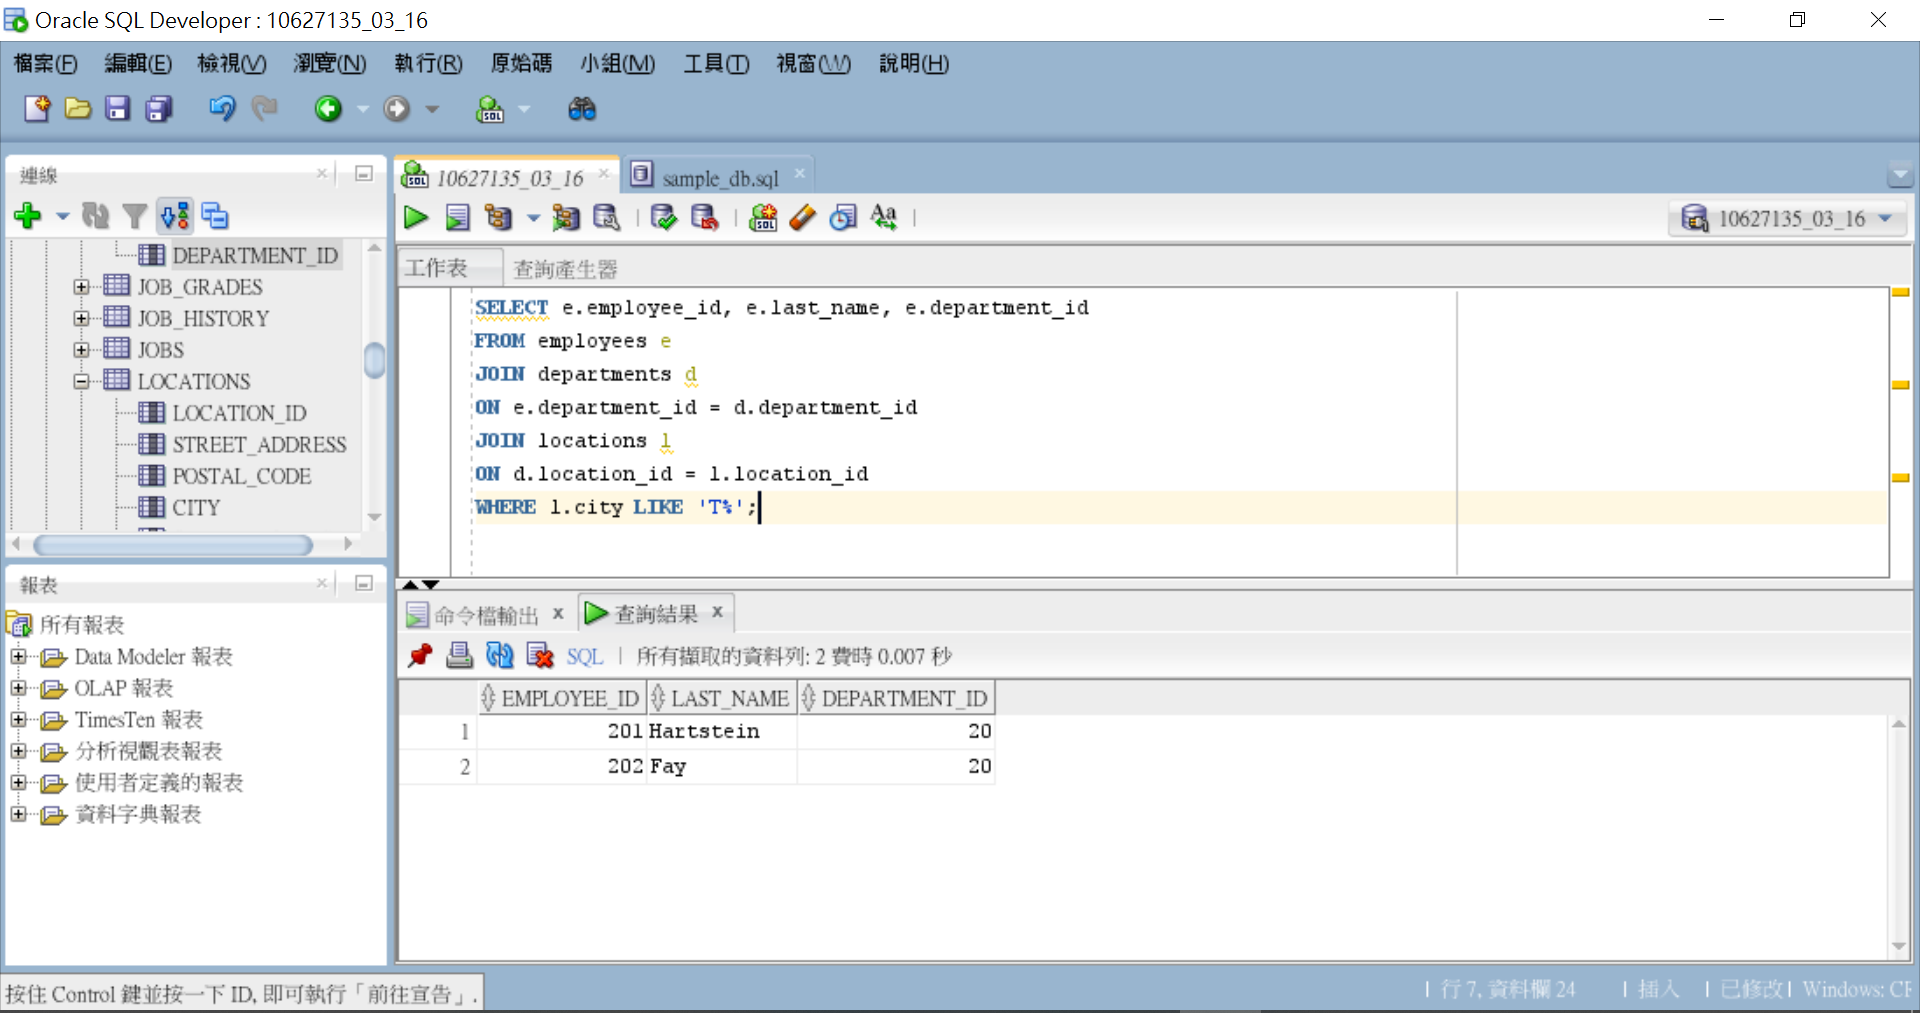 Oracle SQL Developer : 10627135_03_16
檔案(F) 編輯(E) 檢視(V) 瀏覽(N) 執行(R) 原始碼 小組(M) 工具(T) 視窗(W) 說明(H)
連線
DEPARTMENT_ID
JOB_GRADES
JOB_HISTORY
JOBS
LOCATIONS
LOCATION_ID
STREET_ADDRESS
POSTAL_CODE
CITY
報表
所有報表
Data Modeler 報表
OLAP 報表
TimesTen 報表
分析視觀表報表
使用者定義的報表
資料字典報表
10627135_03_16 sample_db.sql
10627135_03_16
工作表 查詢產生器
SELECT e.employee_id, e.last_name, e.department_id
FROM employees e
JOIN departments d
ON e.department_id = d.department_id
JOIN locations l
ON d.location_id = l.location_id
WHERE l.city LIKE 'T%';
命令檔輸出 x 查詢結果 x
SQL | 所有擷取的資料列: 2 費時 0.007 秒
EMPLOYEE_ID LAST_NAME DEPARTMENT_ID
1 201 Hartstein 20
2 202 Fay 20
按住 Control 鍵並按一下 ID, 即可執行「前往宣告」.
| 行 7, 資料欄 24 | 插入 | 已修改 | Windows: CF